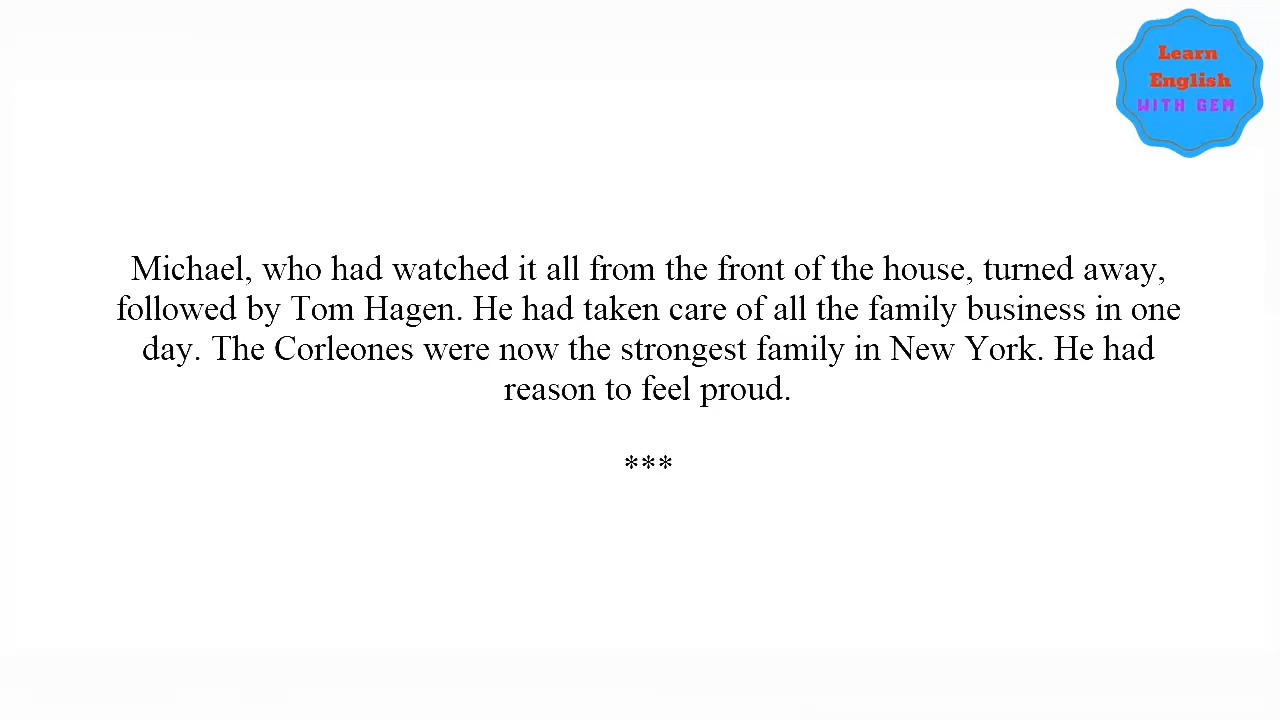 Learn
English
WITH GEM
Michael, who had watched it all from the front of the house, turned away,
followed by Tom Hagen. He had taken care of all the family business in one
day. The Corleones were now the strongest family in New York. He had
reason to feel proud.
***